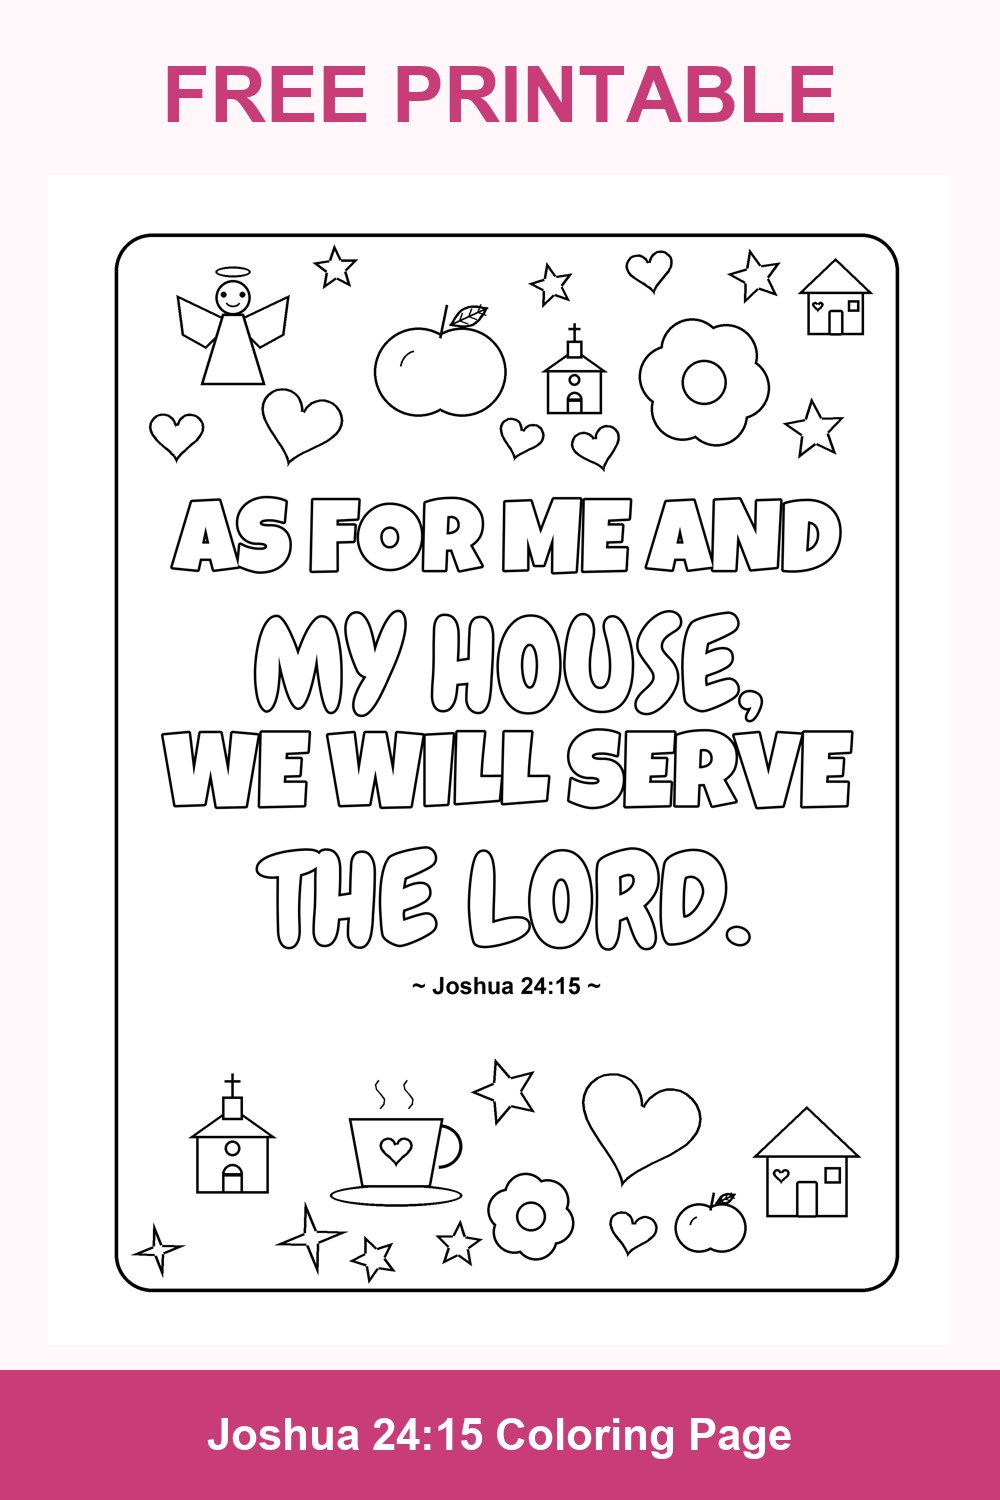 FREE PRINTABLE
AS FOR ME AND
MY HOUSE,
WE WILL SERVE
THE LORD.
~ Joshua 24:15 ~
Joshua 24:15 Coloring Page